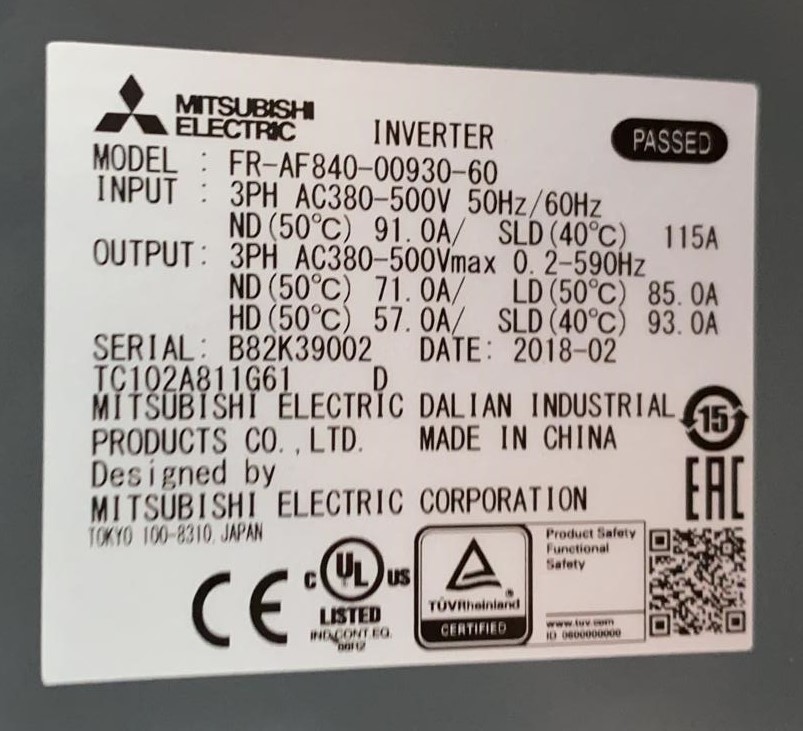 MITSUBISHI
ELECTRIC
INVERTER
PASSED
MODEL : FR-AF840-00930-60
INPUT : 3PH AC380-500V 50Hz/60Hz
ND(50℃) 91.0A/ SLD(40℃) 115A
OUTPUT: 3PH AC380-500Vmax 0.2-590Hz
ND(50℃) 71.0A/ LD(50℃) 85.0A
HD(50℃) 57.0A/ SLD(40℃) 93.0A
SERIAL: B82K39002 DATE: 2018-02
TC102A811G61 D
MITSUBISHI ELECTRIC DALIAN INDUSTRIAL
PRODUCTS CO.,LTD. MADE IN CHINA
15
Designed by
MITSUBISHI ELECTRIC CORPORATION
EAC
TOKYO 100-8310, JAPAN
CE
C UL US
LISTED
IND.CONT.EQ.
TÜVRheinland
CERTIFIED
Product Safety
Functional
Safety
www.tuv.com
ID 0600000000